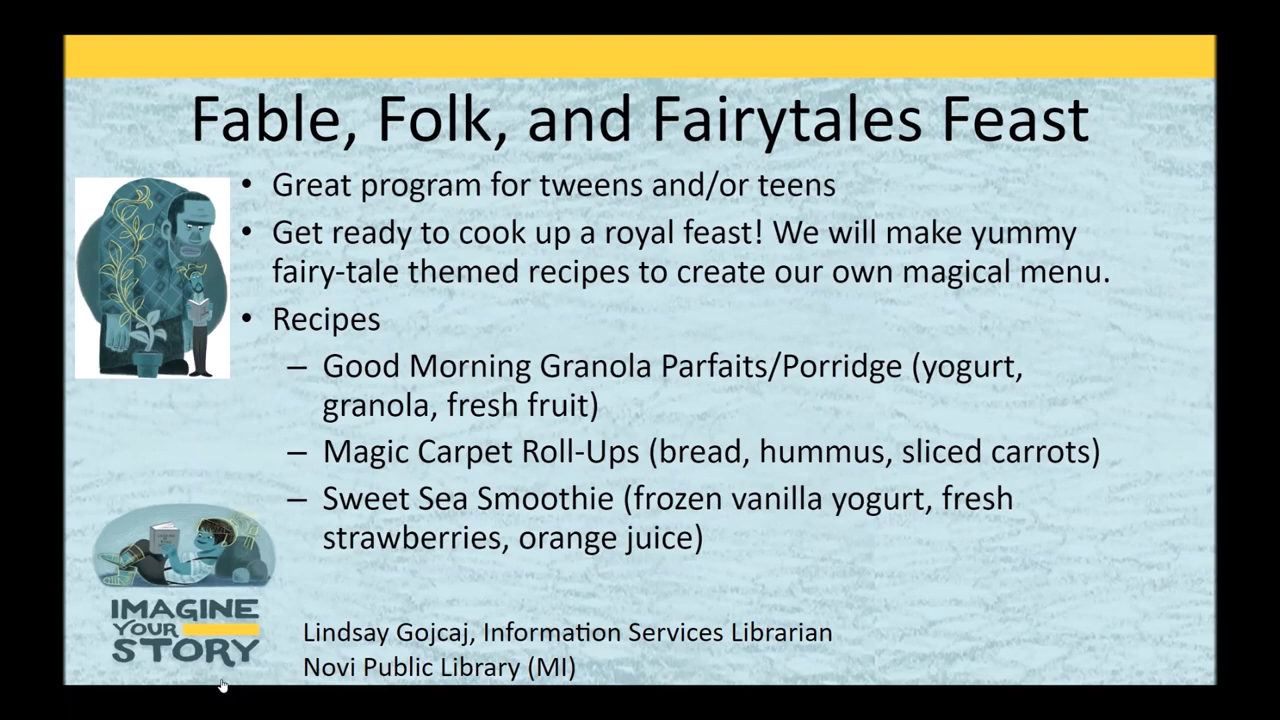 Fable, Folk, and Fairytales Feast
• Great program for tweens and/or teens
• Get ready to cook up a royal feast! We will make yummy
fairy-tale themed recipes to create our own magical menu.
• Recipes
– Good Morning Granola Parfaits/Porridge (yogurt,
granola, fresh fruit)
– Magic Carpet Roll-Ups (bread, hummus, sliced carrots)
– Sweet Sea Smoothie (frozen vanilla yogurt, fresh
strawberries, orange juice)
IMAGINE
YOUR
STORY
Lindsay Gojcaj, Information Services Librarian
Novi Public Library (MI)